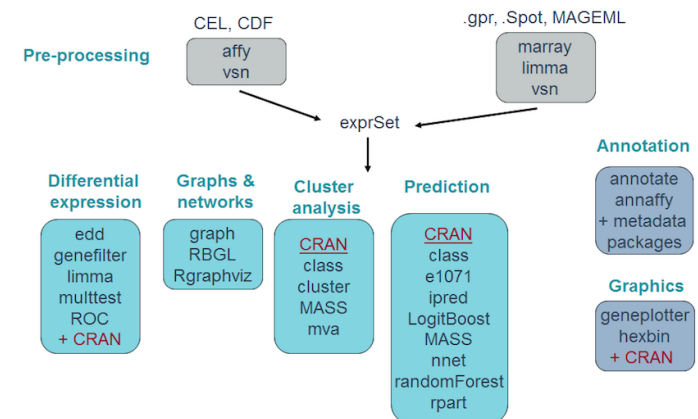 CEL, CDF
affy
vsn
.gpr, .Spot, MAGEML
marray
limma
vsn
Pre-processing
exprSet
Differential
expression
edd
genefilter
limma
multtest
ROC
+ CRAN
Graphs &
networks
graph
RBGL
Rgraphviz
Cluster
analysis
CRAN
class
cluster
MASS
mva
Prediction
CRAN
class
e1071
ipred
LogitBoost
MASS
nnet
randomForest
rpart
Annotation
annotate
annaffy
+ metadata
packages
Graphics
geneplotter
hexbin
+ CRAN